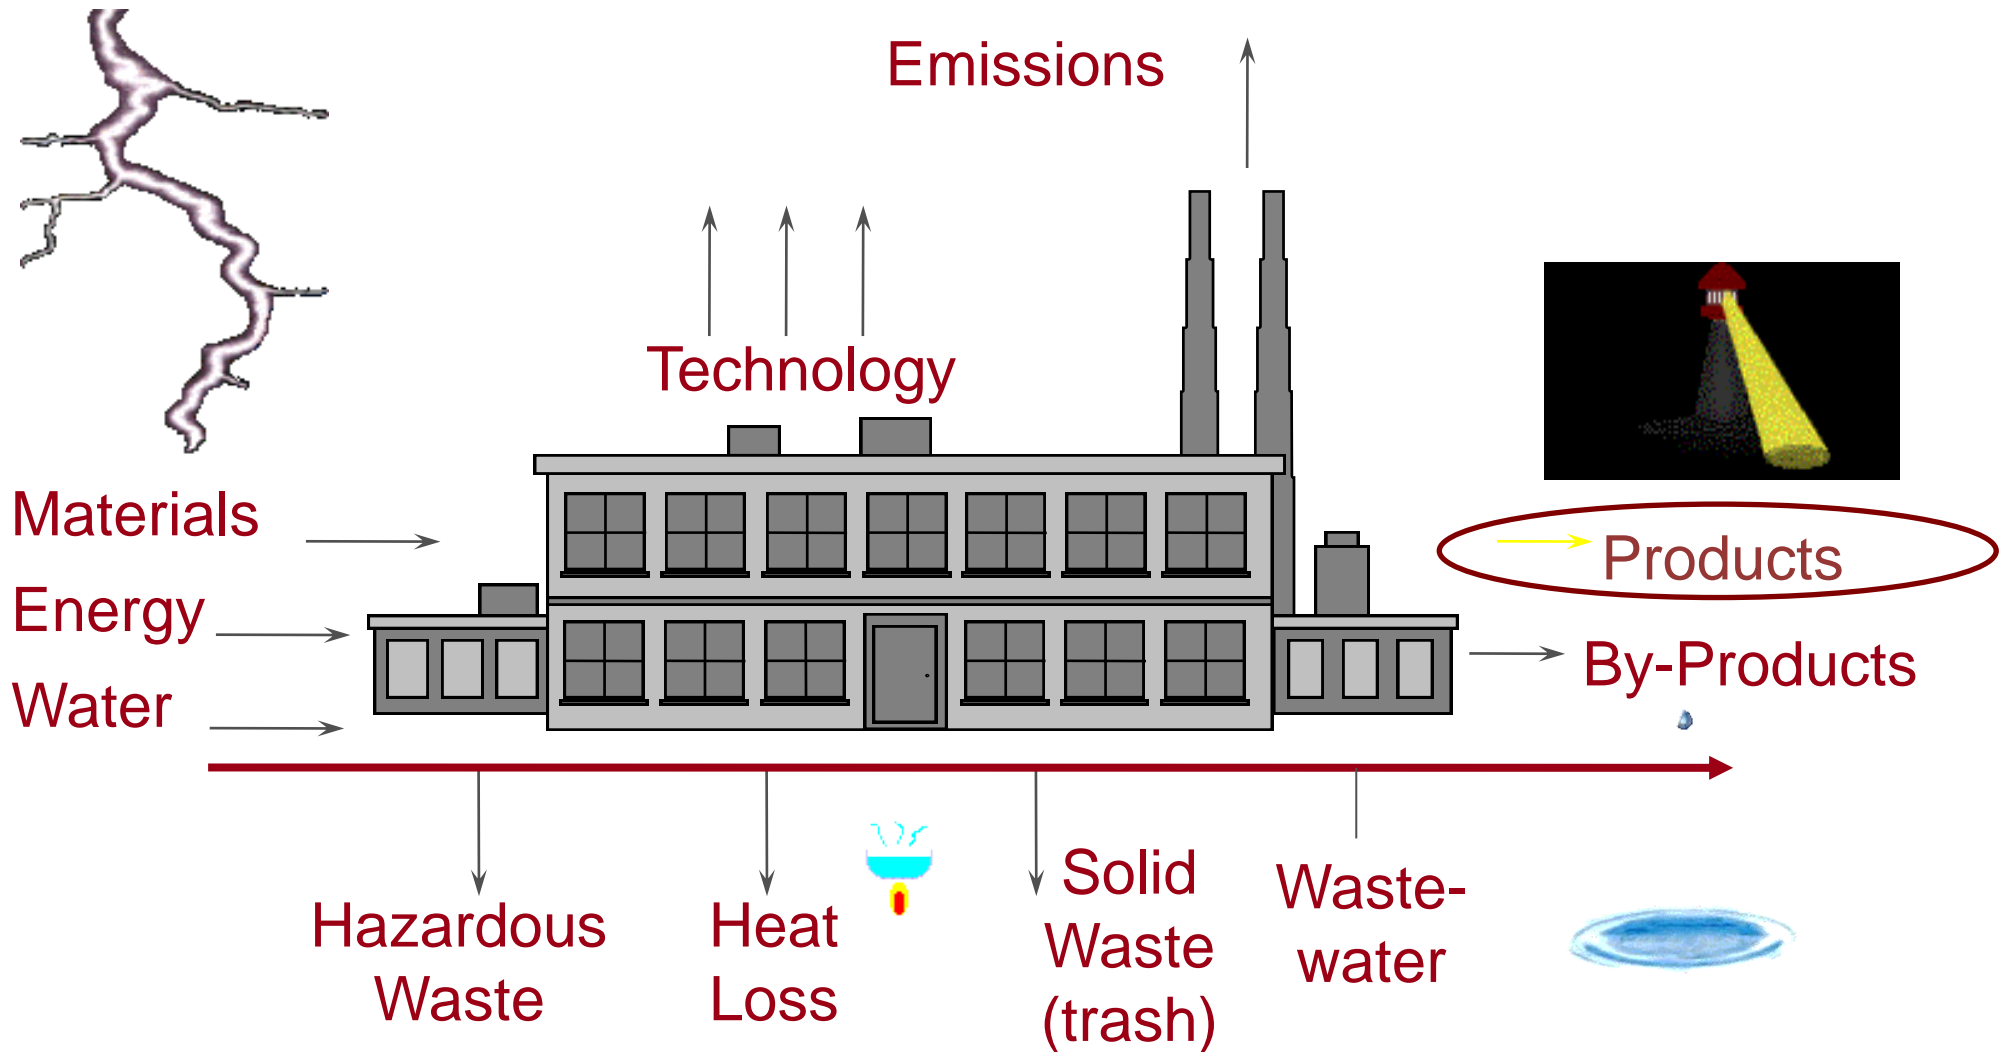 Emissions
Technology
Materials
Energy
Water
Products
By-Products
Hazardous
Waste
Heat
Loss
Solid
Waste
(trash)
Waste-
water